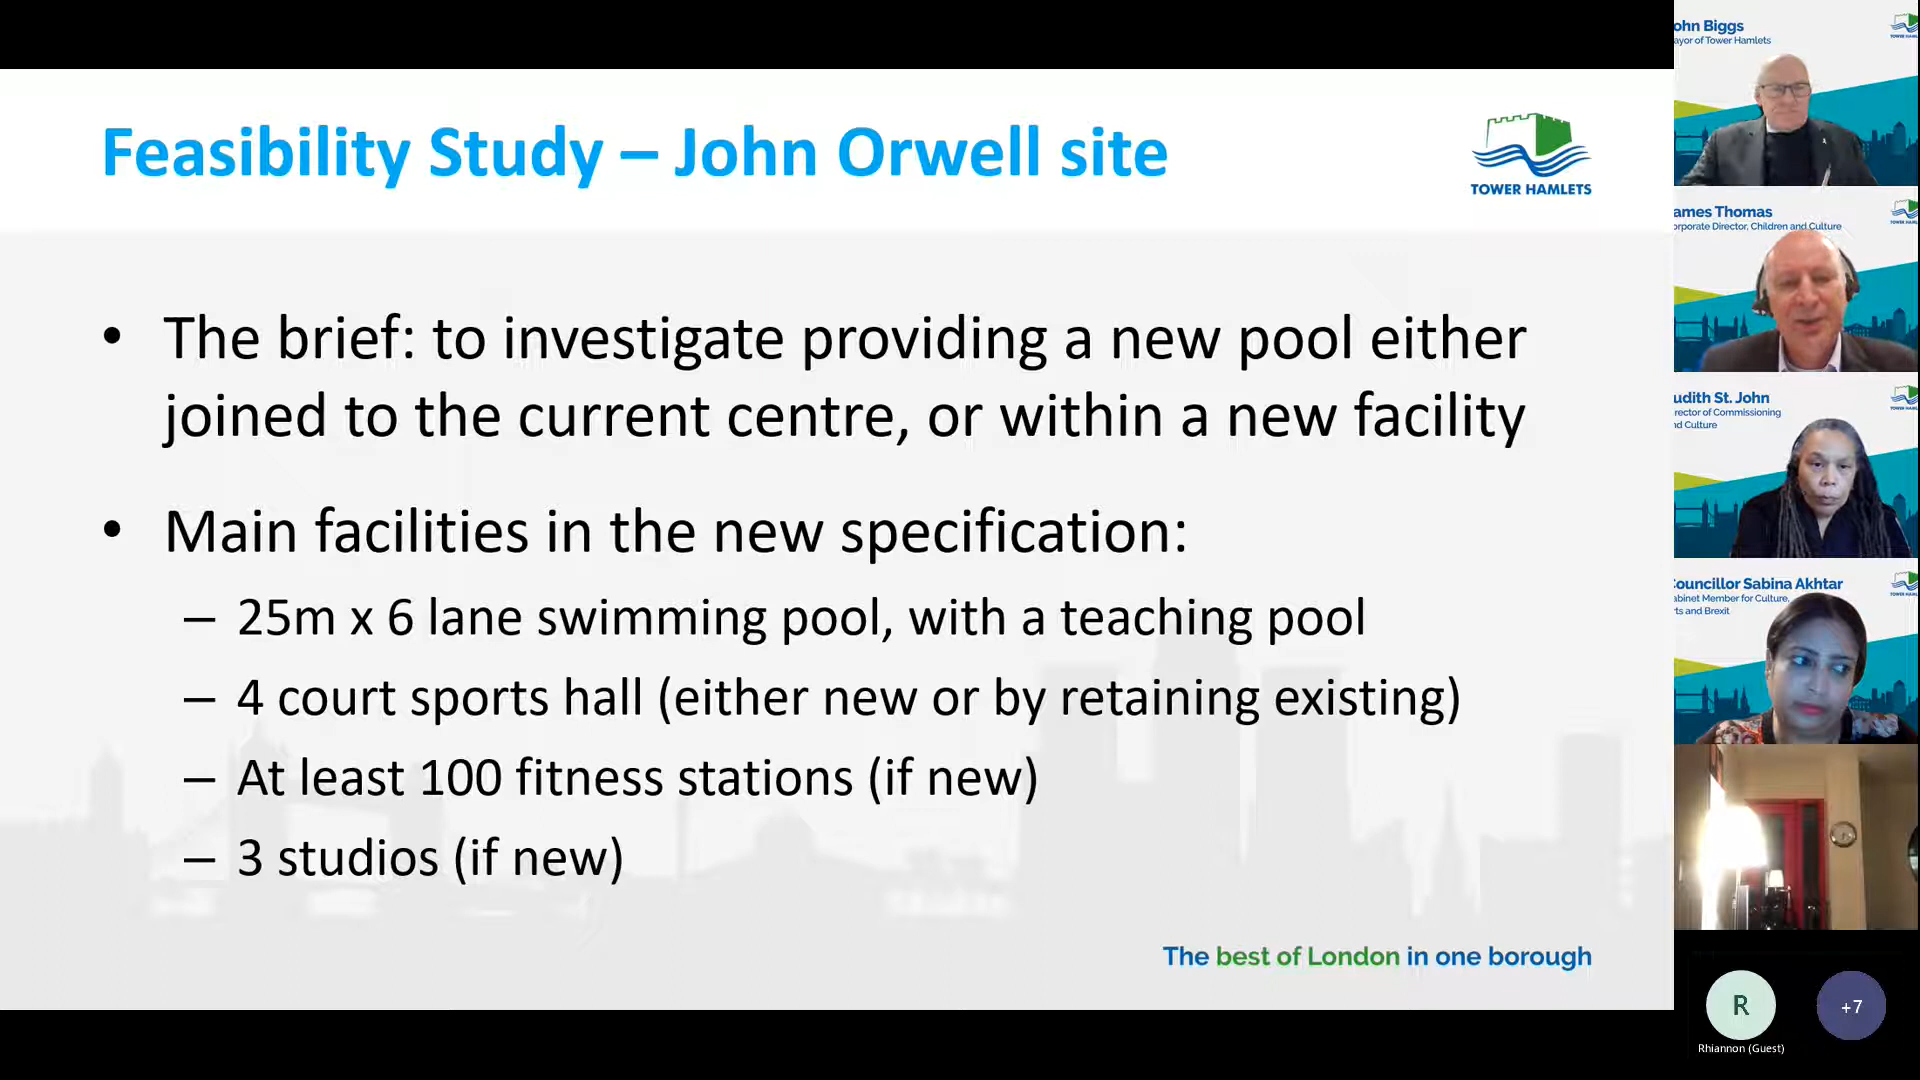 Feasibility Study – John Orwell site
TOWER HAMLETS
• The brief: to investigate providing a new pool either
joined to the current centre, or within a new facility
• Main facilities in the new specification:
– 25m x 6 lane swimming pool, with a teaching pool
– 4 court sports hall (either new or by retaining existing)
– At least 100 fitness stations (if new)
– 3 studios (if new)
The best of London in one borough
ohn Biggs
ayor of Tower Hamlets
ames Thomas
orporate Director, Children and Culture
udith St. John
rector of Commissioning
nd Culture
Councillor Sabina Akhtar
abinet Member for Culture,
rts and Brexit
R
+7
Rhiannon (Guest)